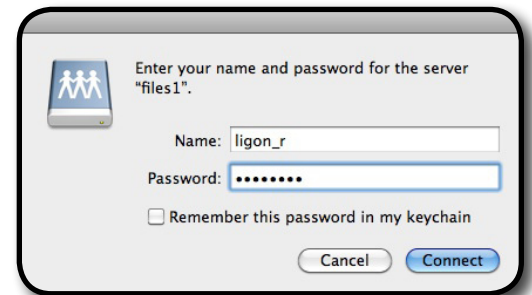 Enter your name and password for the server
“files1”.
Name: ligon_r
Password: ••••••••
Remember this password in my keychain
Cancel Connect